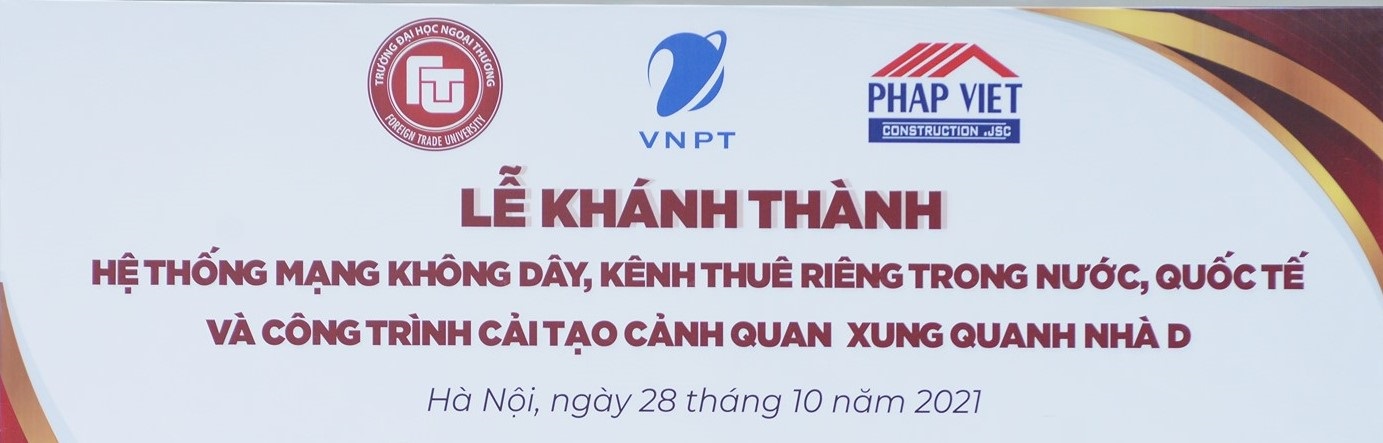 TRƯỜNG ĐẠI HỌC NGOẠI THƯƠNG
FTU
FOREIGN TRADE UNIVERSITY
VNPT
PHAP VIET
CONSTRUCTION .JSC
LỄ KHÁNH THÀNH
HỆ THỐNG MẠNG KHÔNG DÂY, KÊNH THUÊ RIÊNG TRONG NƯỚC, QUỐC TẾ
VÀ CÔNG TRÌNH CẢI TẠO CẢNH QUAN XUNG QUANH NHÀ D
Hà Nội, ngày 28 tháng 10 năm 2021